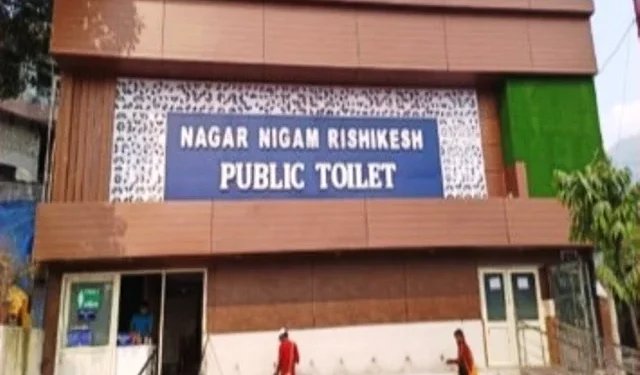 NAGAR NIGAM RISHIKESH
PUBLIC TOILET